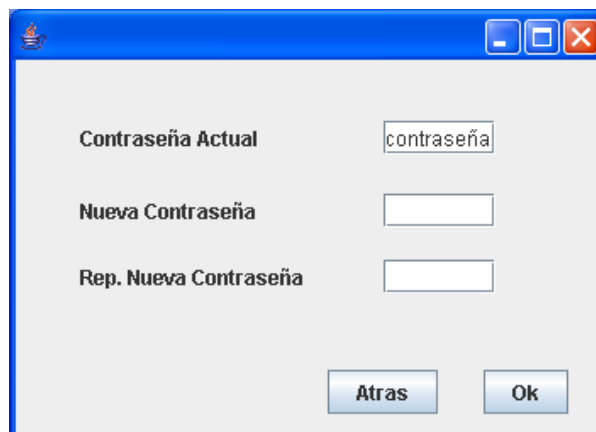 Contraseña Actual contraseña
Nueva Contraseña
Rep. Nueva Contraseña
Atras Ok